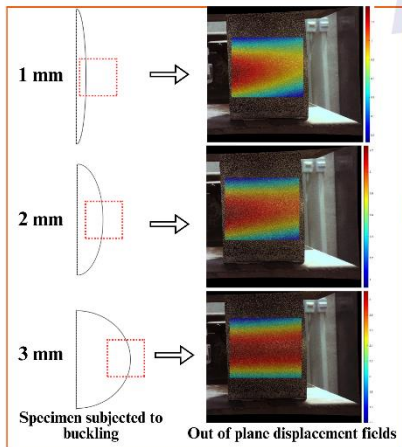 1 mm
2 mm
3 mm
Specimen subjected to
buckling
Out of plane displacement fields